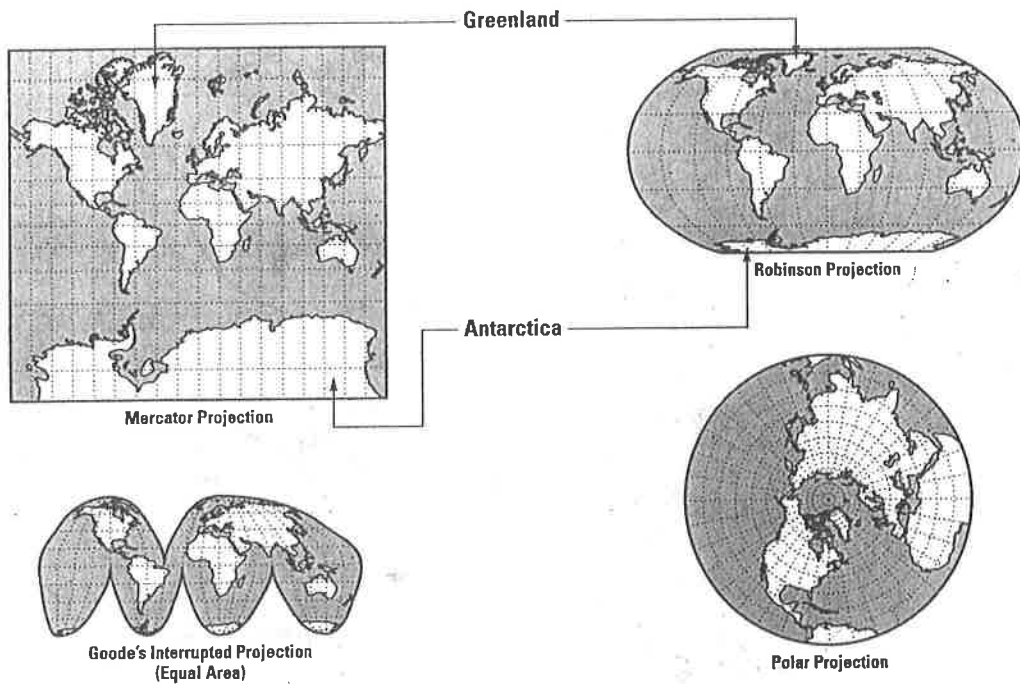 Greenland
Robinson Projection
Antarctica
Mercator Projection
Goode's Interrupted Projection
(Equal Area)
Polar Projection